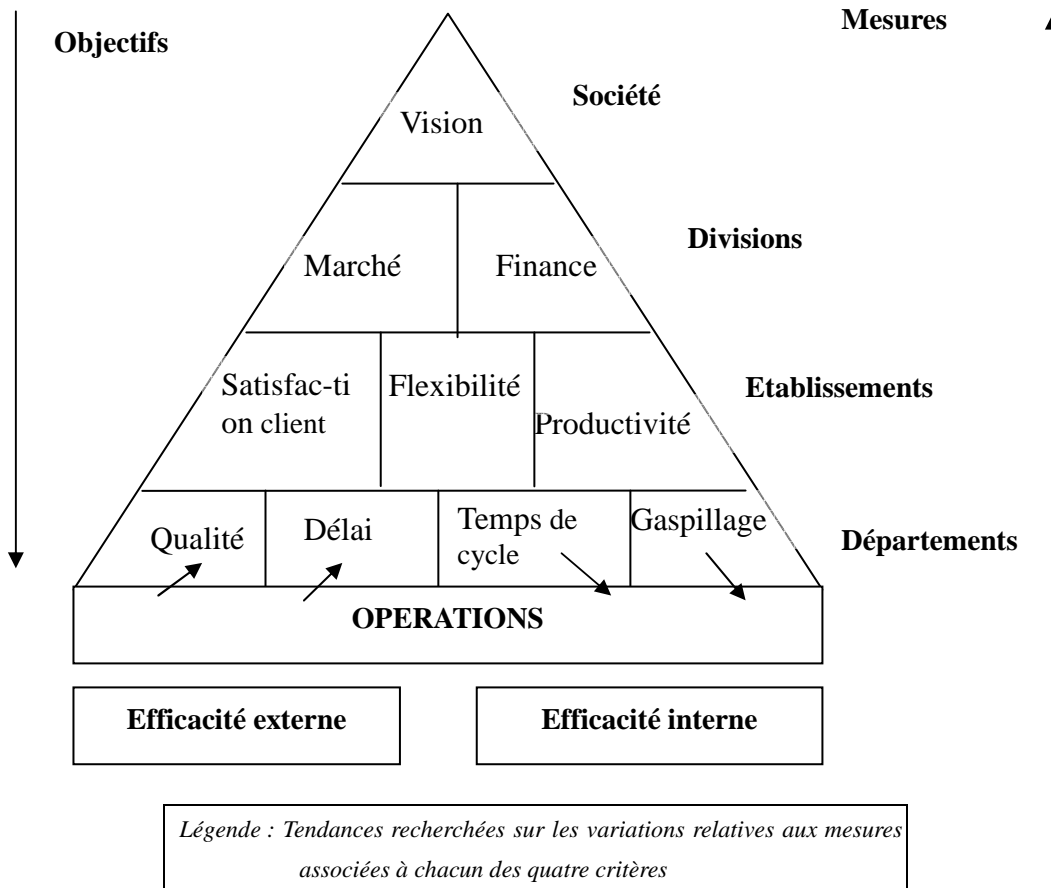 Objectifs
Mesures
Société
Vision
Divisions
Marché
Finance
Etablissements
Satisfac-ti
on client
Flexibilité
Productivité
Départements
Qualité
Délai
Temps de
cycle
Gaspillage
OPERATIONS
Efficacité externe
Efficacité interne
Légende : Tendances recherchées sur les variations relatives aux mesures
associées à chacun des quatre critères